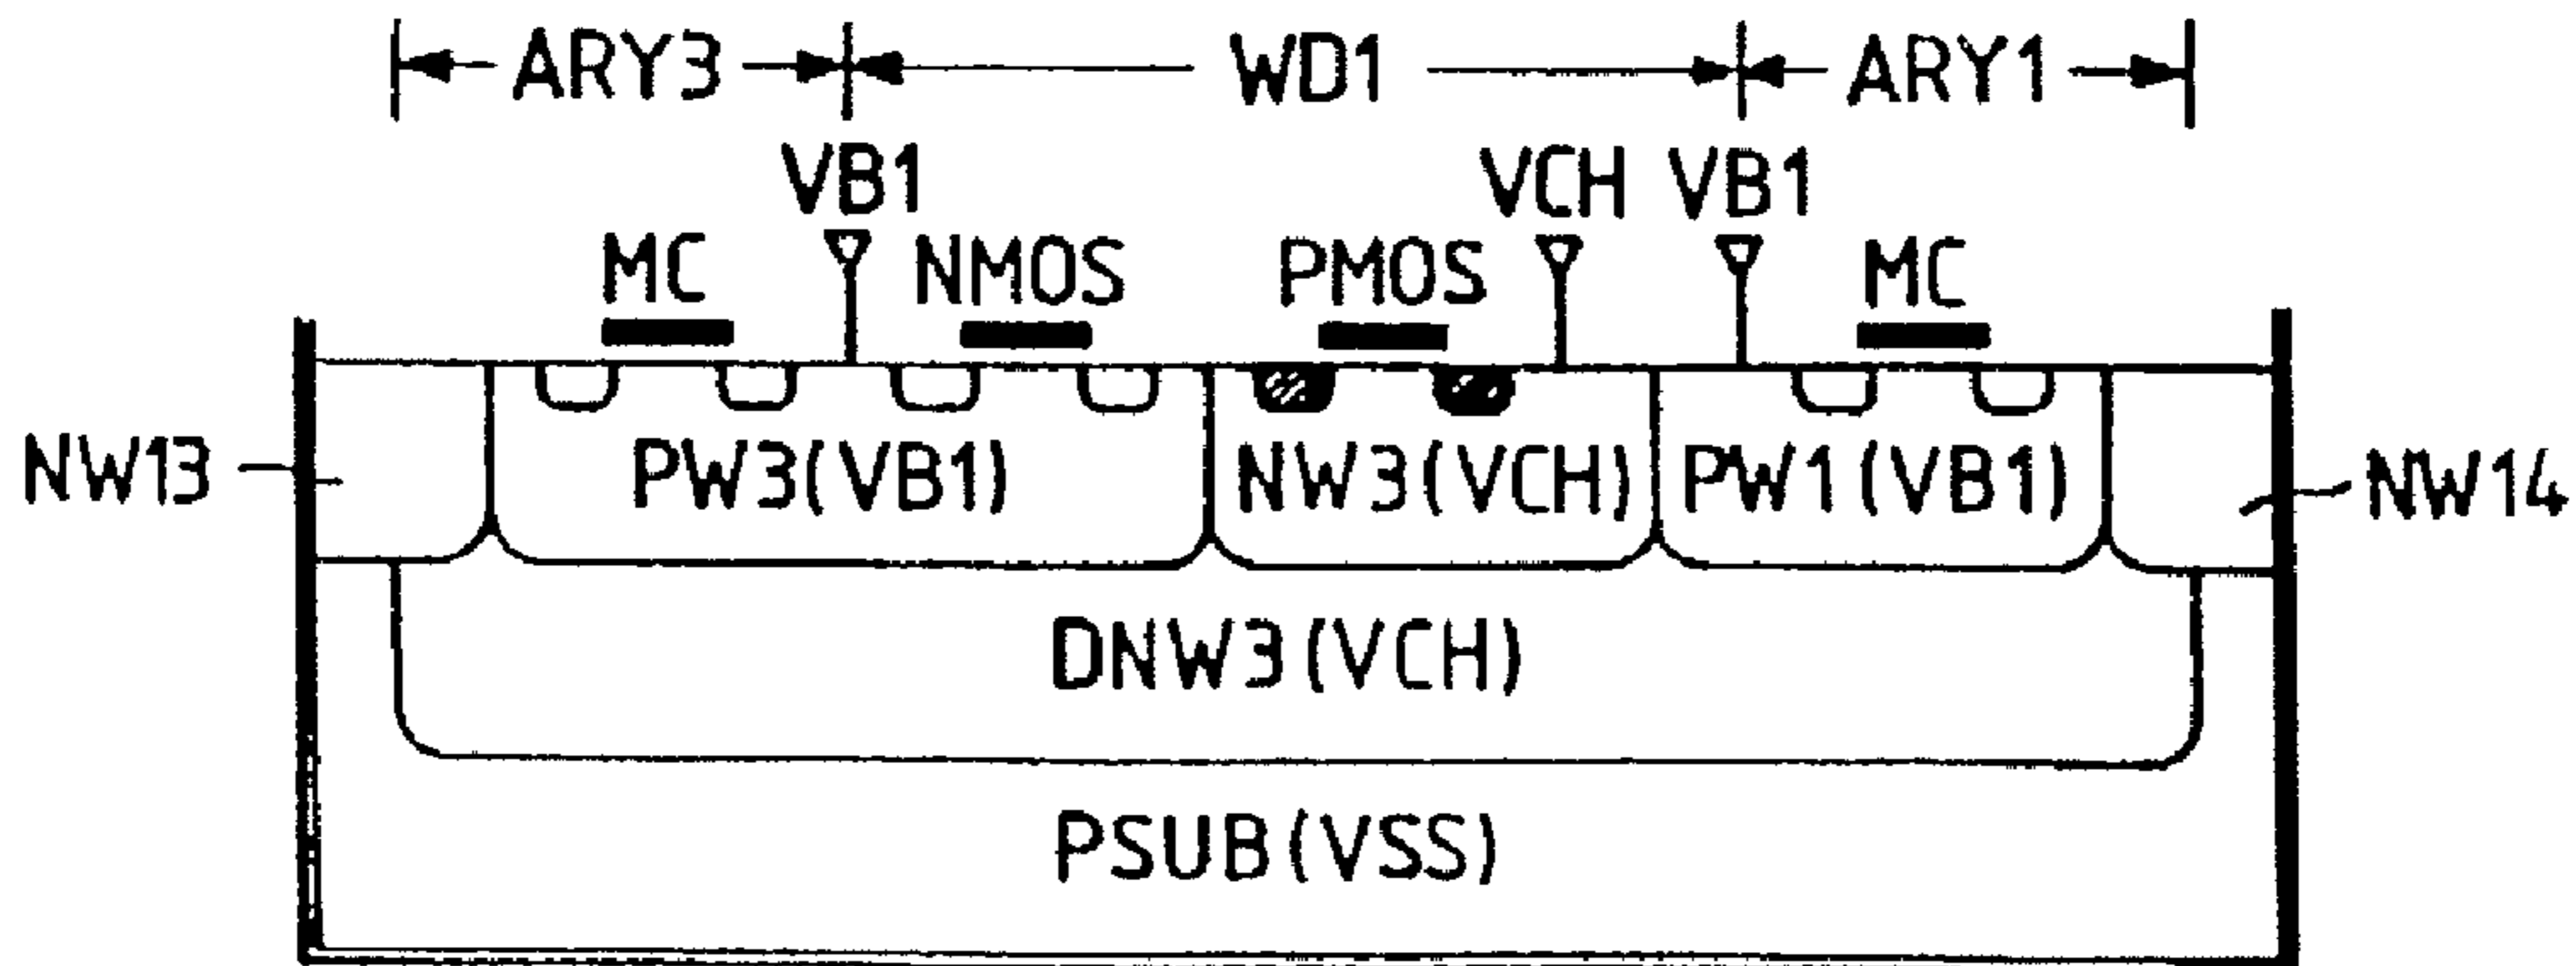 ARY3 WD1 ARY1
VB1 VCH VB1
MC NMOS PMOS MC
NW13 PW3(VB1) NW3(VCH) PW1(VB1) NW14
DNW3(VCH)
PSUB(VSS)